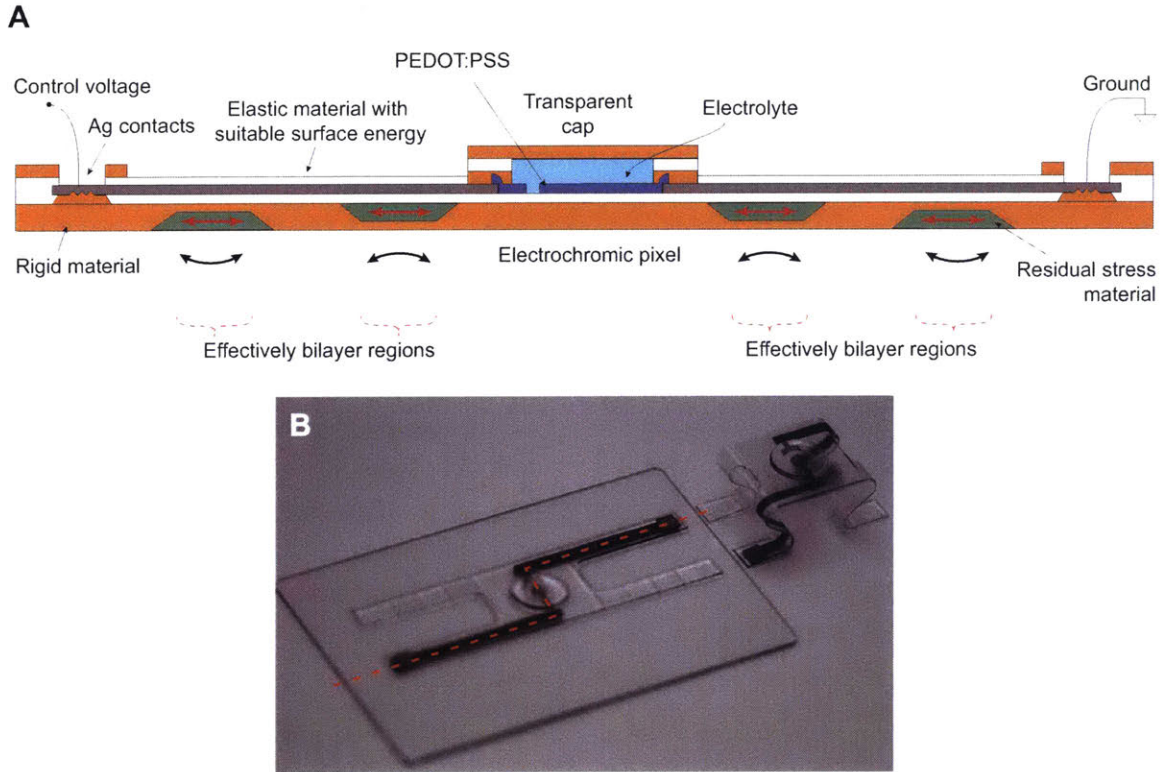 A
PEDOT:PSS
Control voltage
Ground
Transparent
cap
Electrolyte
Elastic material with
suitable surface energy
Ag contacts
Rigid material
Electrochromic pixel
Residual stress
material
Effectively bilayer regions
Effectively bilayer regions
B